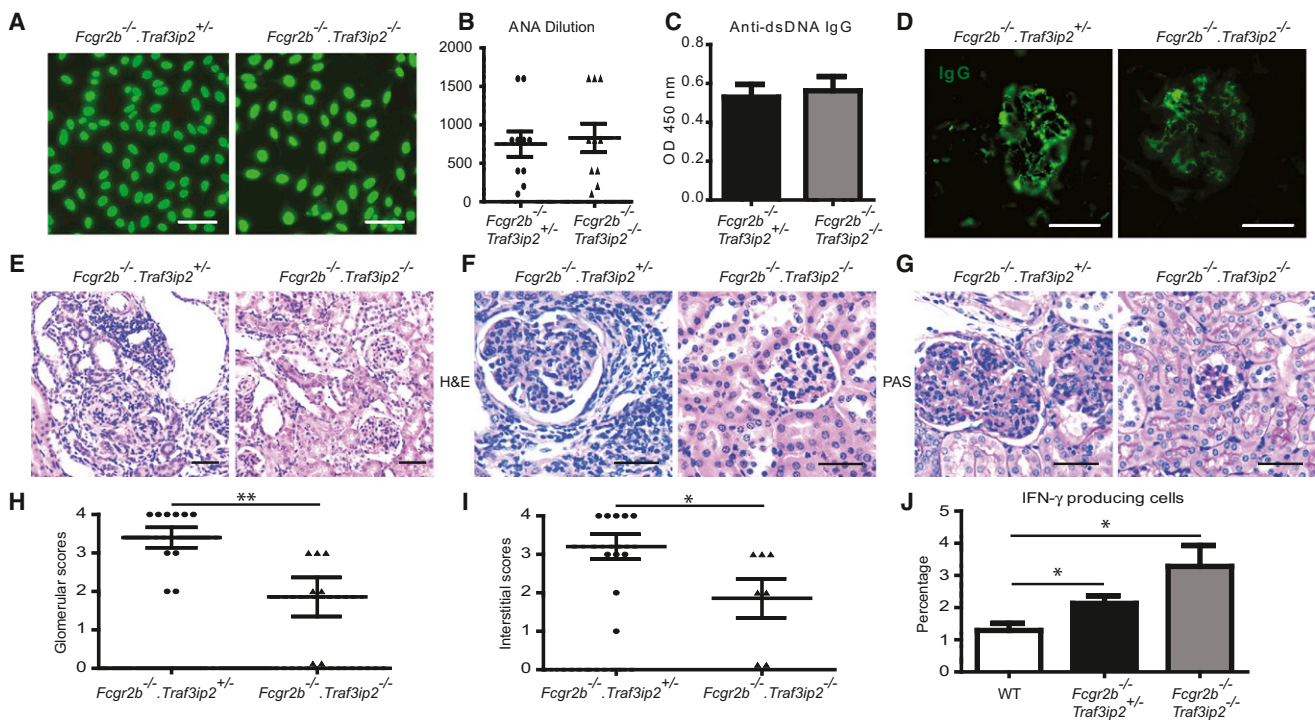 A
Fcgr2b-/-.Traf3ip2+/-
Fcgr2b-/-.Traf3ip2-/-
B
ANA Dilution
2000
1500
1000
500
0
Fcgr2b-/-
Traf3ip2+/-
Fcgr2b-/-
Traf3ip2-/-
C
Anti-dsDNA IgG
OD 450 nm
0.8
0.6
0.4
0.2
0.0
Fcgr2b-/-
Traf3ip2+/-
Fcgr2b-/-
Traf3ip2-/-
D
Fcgr2b-/-.Traf3ip2+/-
Fcgr2b-/-.Traf3ip2-/-
IgG
E
Fcgr2b-/-.Traf3ip2+/-
Fcgr2b-/-.Traf3ip2-/-
F
Fcgr2b-/-.Traf3ip2+/-
Fcgr2b-/-.Traf3ip2-/-
H&E
G
Fcgr2b-/-.Traf3ip2+/-
Fcgr2b-/-.Traf3ip2-/-
PAS
H
**
Glomerular scores
4
3
2
1
0
Fcgr2b-/-.Traf3ip2+/-
Fcgr2b-/-.Traf3ip2-/-
I
*
Interstitial scores
4
3
2
1
0
Fcgr2b-/-.Traf3ip2+/-
Fcgr2b-/-.Traf3ip2-/-
J
IFN-γ producing cells
*
*
Percentage
5
4
3
2
1
0
WT
Fcgr2b-/-
Traf3ip2+/-
Fcgr2b-/-
Traf3ip2-/-